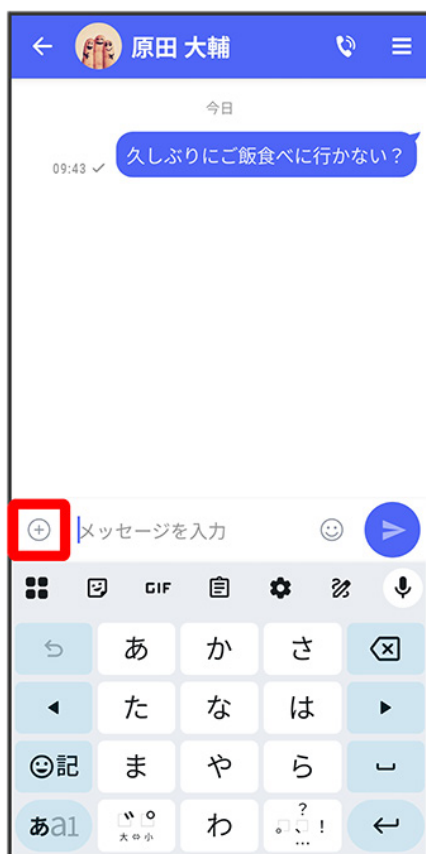 原田 大輔
今日
久しぶりにご飯食べに行かない？
09:43
メッセージを入力
GIF
あ か さ
た な は
記 ま や ら
あa1 大⇔小 わ 。、?!…